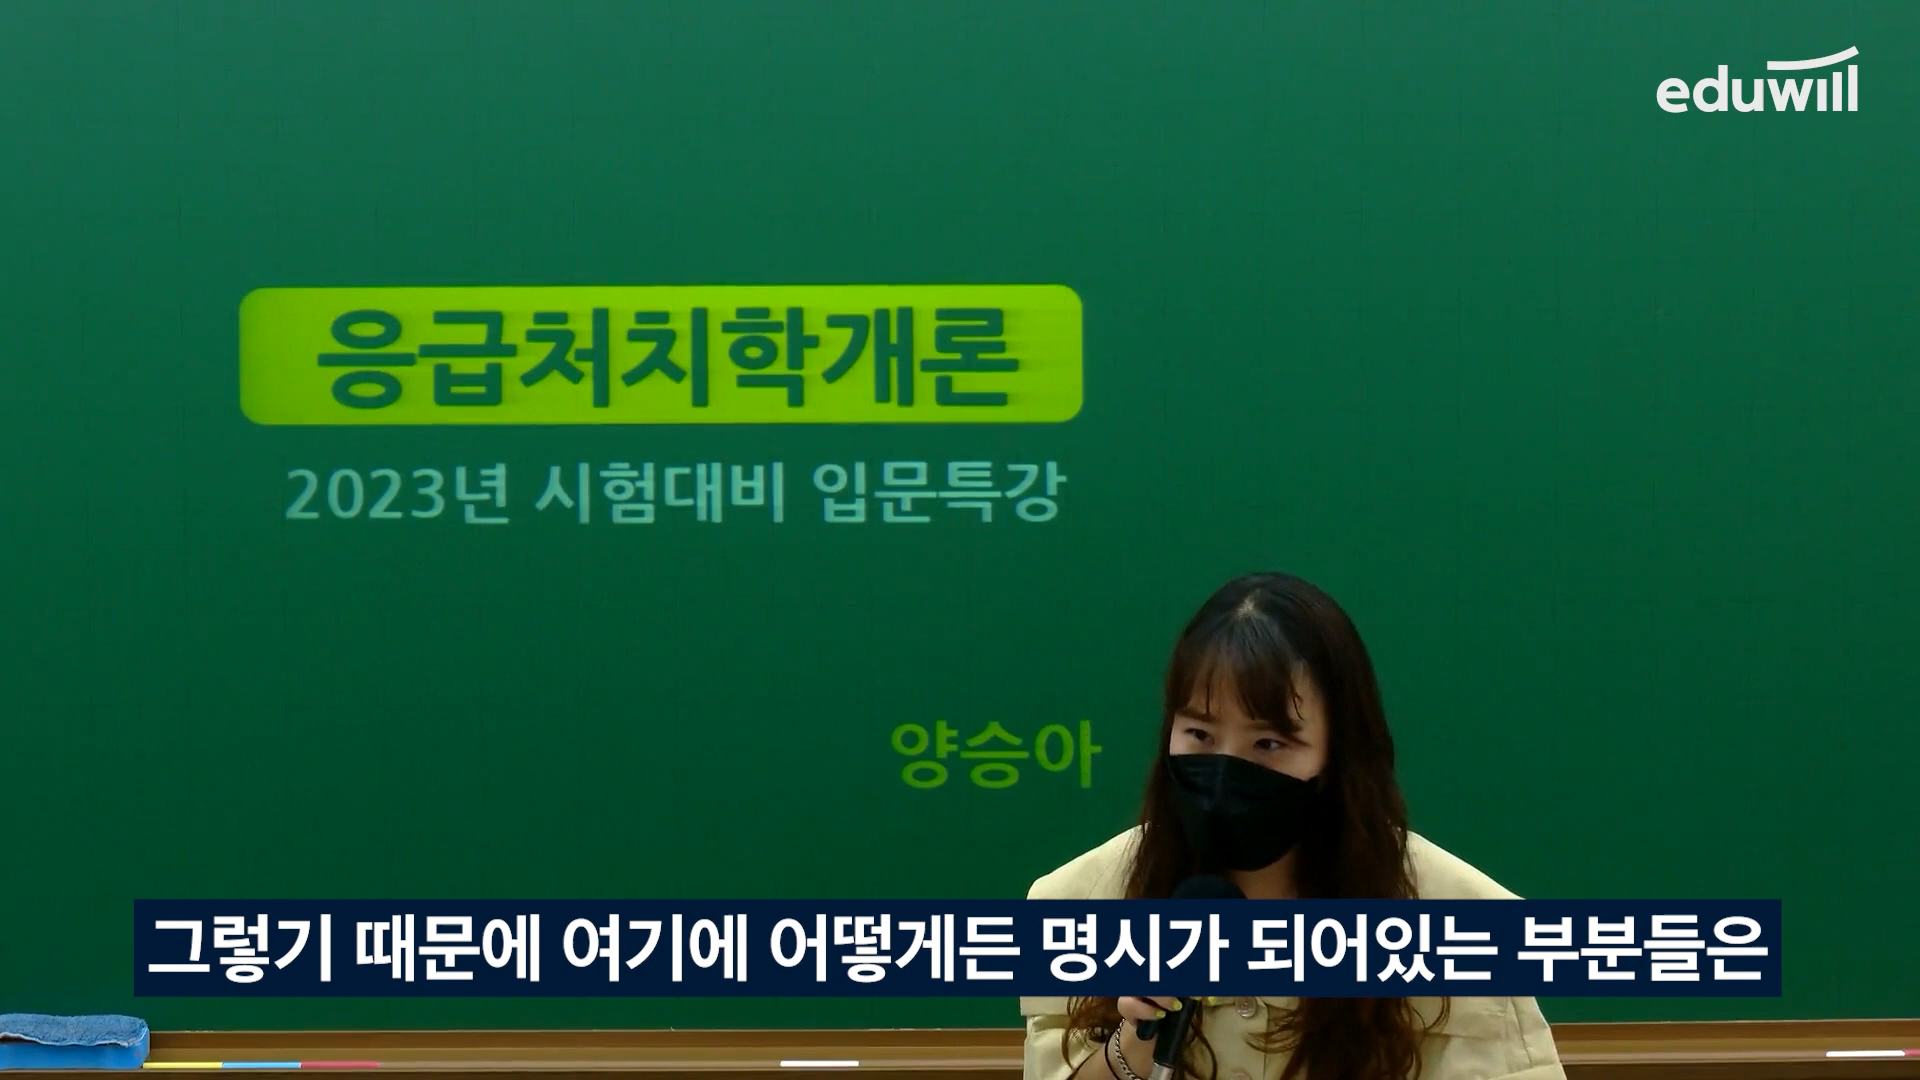 eduwill
응급처치학개론
2023년 시험대비 입문특강
양승아
그렇기 때문에 여기에 어떻게든 명시가 되어있는 부분들은